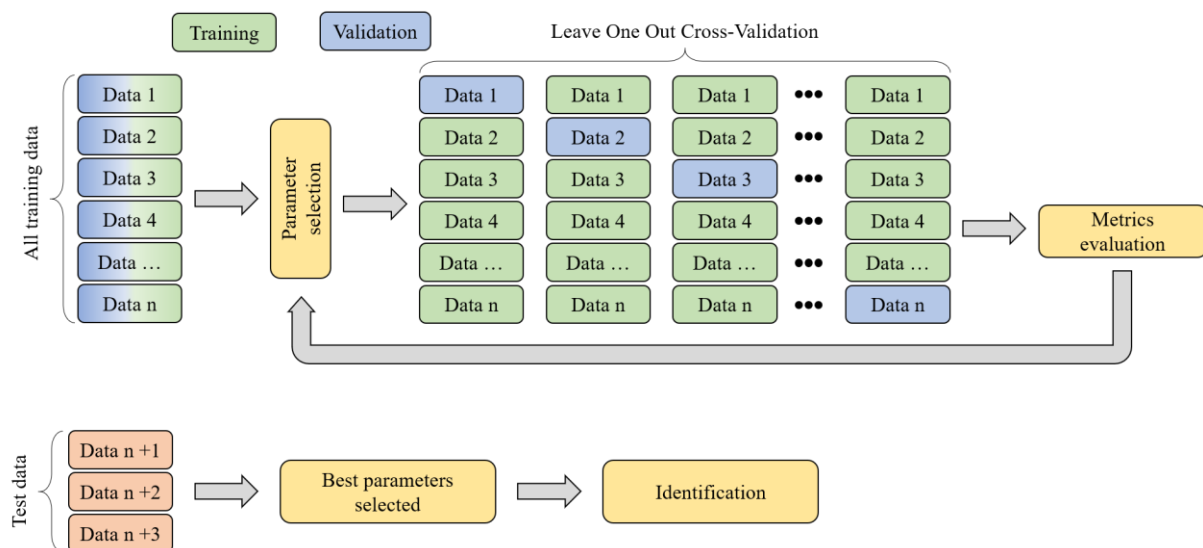 Training
Validation
Leave One Out Cross-Validation
All training data
Data 1
Data 2
Data 3
Data 4
Data …
Data n
Parameter
selection
Data 1 Data 1 Data 1 ••• Data 1
Data 2 Data 2 Data 2 ••• Data 2
Data 3 Data 3 Data 3 ••• Data 3
Data 4 Data 4 Data 4 ••• Data 4
Data … Data … Data … ••• Data …
Data n Data n Data n ••• Data n
Metrics
evaluation
Test data
Data n +1
Data n +2
Data n +3
Best parameters
selected
Identification